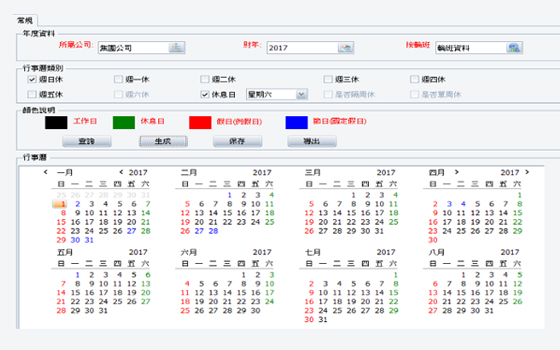 常規
年度資料
所屬公司: 集團公司 財年: 2017 按輪班 輪班資料
行事曆類別
週日休 週一休 週二休 週三休 週四休
週五休 週六休 休息日 星期六 是否隔周休 是否單周休
顏色說明
工作日 休息日 假日(例假日) 節日(國定假日)
查詢 生成 保存 導出
行事曆
< 一月 < 2017 二月 2017 三月 2017 四月 > 2017 >
日 一 二 三 四 五 六 日 一 二 三 四 五 六 日 一 二 三 四 五 六 日 一 二 三 四 五 六
25 26 27 28 29 30 31 1 2 3 4 1 2 3 4 1
1 2 3 4 5 6 7 5 6 7 8 9 10 11 5 6 7 8 9 10 11 2 3 4 5 6 7 8
8 9 10 11 12 13 14 12 13 14 15 16 17 18 12 13 14 15 16 17 18 9 10 11 12 13 14 15
15 16 17 18 19 20 21 19 20 21 22 23 24 25 19 20 21 22 23 24 25 16 17 18 19 20 21 22
22 23 24 25 26 27 28 26 27 28 26 27 28 29 30 31 23 24 25 26 27 28 29
29 30 31 30
五月 2017 六月 2017 七月 2017 八月 2017
日 一 二 三 四 五 六 日 一 二 三 四 五 六 日 一 二 三 四 五 六 日 一 二 三 四 五 六
1 2 3 4 5 6 1 2 3 1 1 2 3 4 5
7 8 9 10 11 12 13 4 5 6 7 8 9 10 2 3 4 5 6 7 8 6 7 8 9 10 11 12
14 15 16 17 18 19 20 11 12 13 14 15 16 17 9 10 11 12 13 14 15 13 14 15 16 17 18 19
21 22 23 24 25 26 27 18 19 20 21 22 23 24 16 17 18 19 20 21 22 20 21 22 23 24 25 26
28 29 30 31 25 26 27 28 29 30 23 24 25 26 27 28 29 27 28 29 30 31
30 31